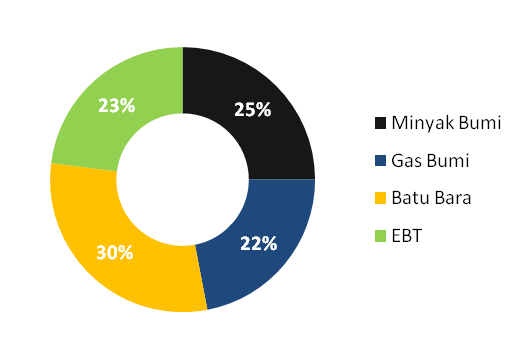 23%
25%
30%
22%
Minyak Bumi
Gas Bumi
Batu Bara
EBT